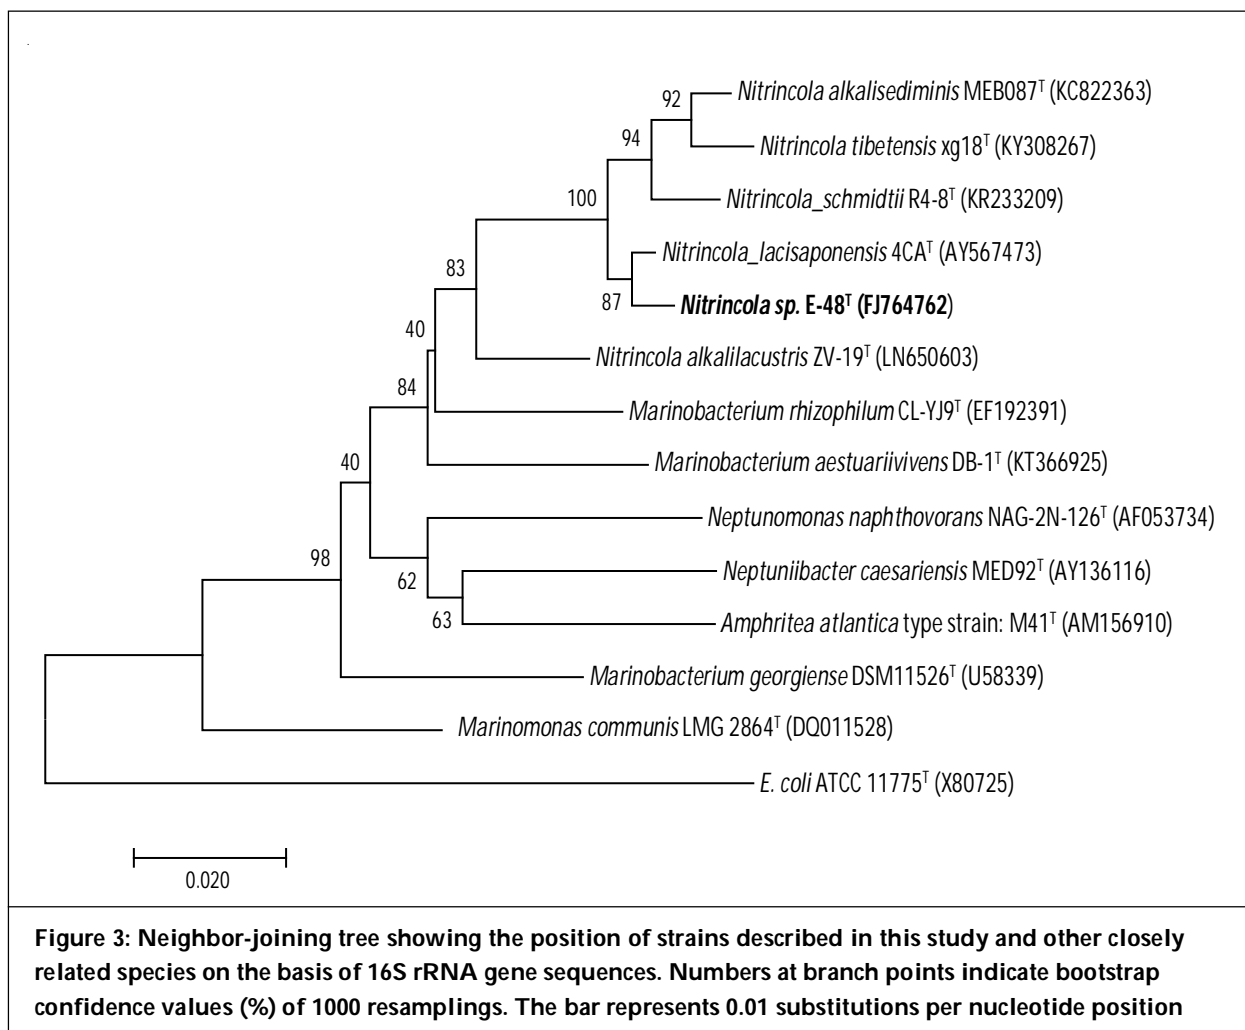 92
Nitrincola alkalisediminis MEB087ᵀ (KC822363)
94
Nitrincola tibetensis xg18ᵀ (KY308267)
100
Nitrincola_schmidtii R4-8ᵀ (KR233209)
Nitrincola_lacisaponensis 4CAᵀ (AY567473)
83
87
Nitrincola sp. E-48ᵀ (FJ764762)
40
Nitrincola alkalilacustris ZV-19ᵀ (LN650603)
84
Marinobacterium rhizophilum CL-YJ9ᵀ (EF192391)
40
Marinobacterium aestuariivivens DB-1ᵀ (KT366925)
Neptunomonas naphthovorans NAG-2N-126ᵀ (AF053734)
98
62
Neptuniibacter caesariensis MED92ᵀ (AY136116)
63
Amphritea atlantica type strain: M41ᵀ (AM156910)
Marinobacterium georgiense DSM11526ᵀ (U58339)
Marinomonas communis LMG 2864ᵀ (DQ011528)
E. coli ATCC 11775ᵀ (X80725)
0.020
Figure 3: Neighbor-joining tree showing the position of strains described in this study and other closely
related species on the basis of 16S rRNA gene sequences. Numbers at branch points indicate bootstrap
confidence values (%) of 1000 resamplings. The bar represents 0.01 substitutions per nucleotide position